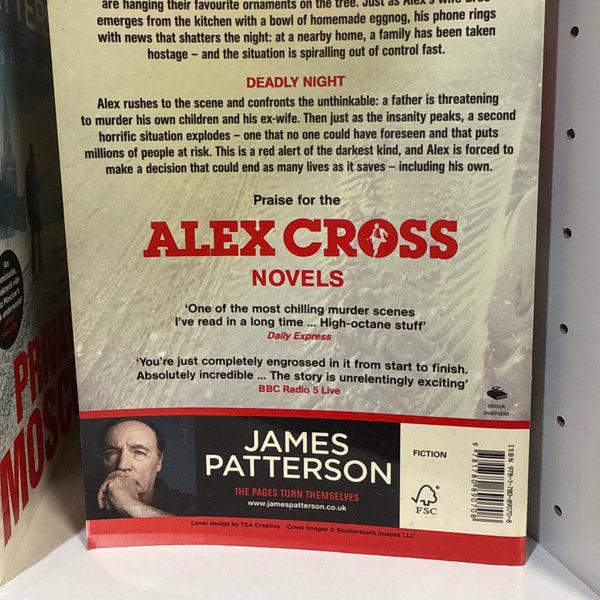 are hanging their favourite ornaments on the tree. Just as Alex's wife Bree
emerges from the kitchen with a bowl of homemade eggnog, his phone rings
with news that shatters the night: at a nearby home, a family has been taken
hostage – and the situation is spiralling out of control fast.
DEADLY NIGHT
Alex rushes to the scene and confronts the unthinkable: a father is threatening
to murder his own children and his ex-wife. Then just as the insanity peaks, a second
horrific situation explodes – one that no one could have foreseen and that puts
millions of people at risk. This is a red alert of the darkest kind, and Alex is forced to
make a decision that could end as many lives as it saves – including his own.
Praise for the
ALEX CROSS
NOVELS
'One of the most chilling murder scenes
I've read in a long time ... High-octane stuff'
Daily Express
'You're just completely engrossed in it from start to finish.
Absolutely incredible ... The story is unrelentingly exciting'
BBC Radio 5 Live
ebook
available
JAMES
PATTERSON
THE PAGES TURN THEMSELVES
www.jamespatterson.co.uk
FICTION
FSC
ISBN 978-1-780-89070-8
9 781780 890708
Cover design by TEA Creative Cover images © Shutterstock Images LLC